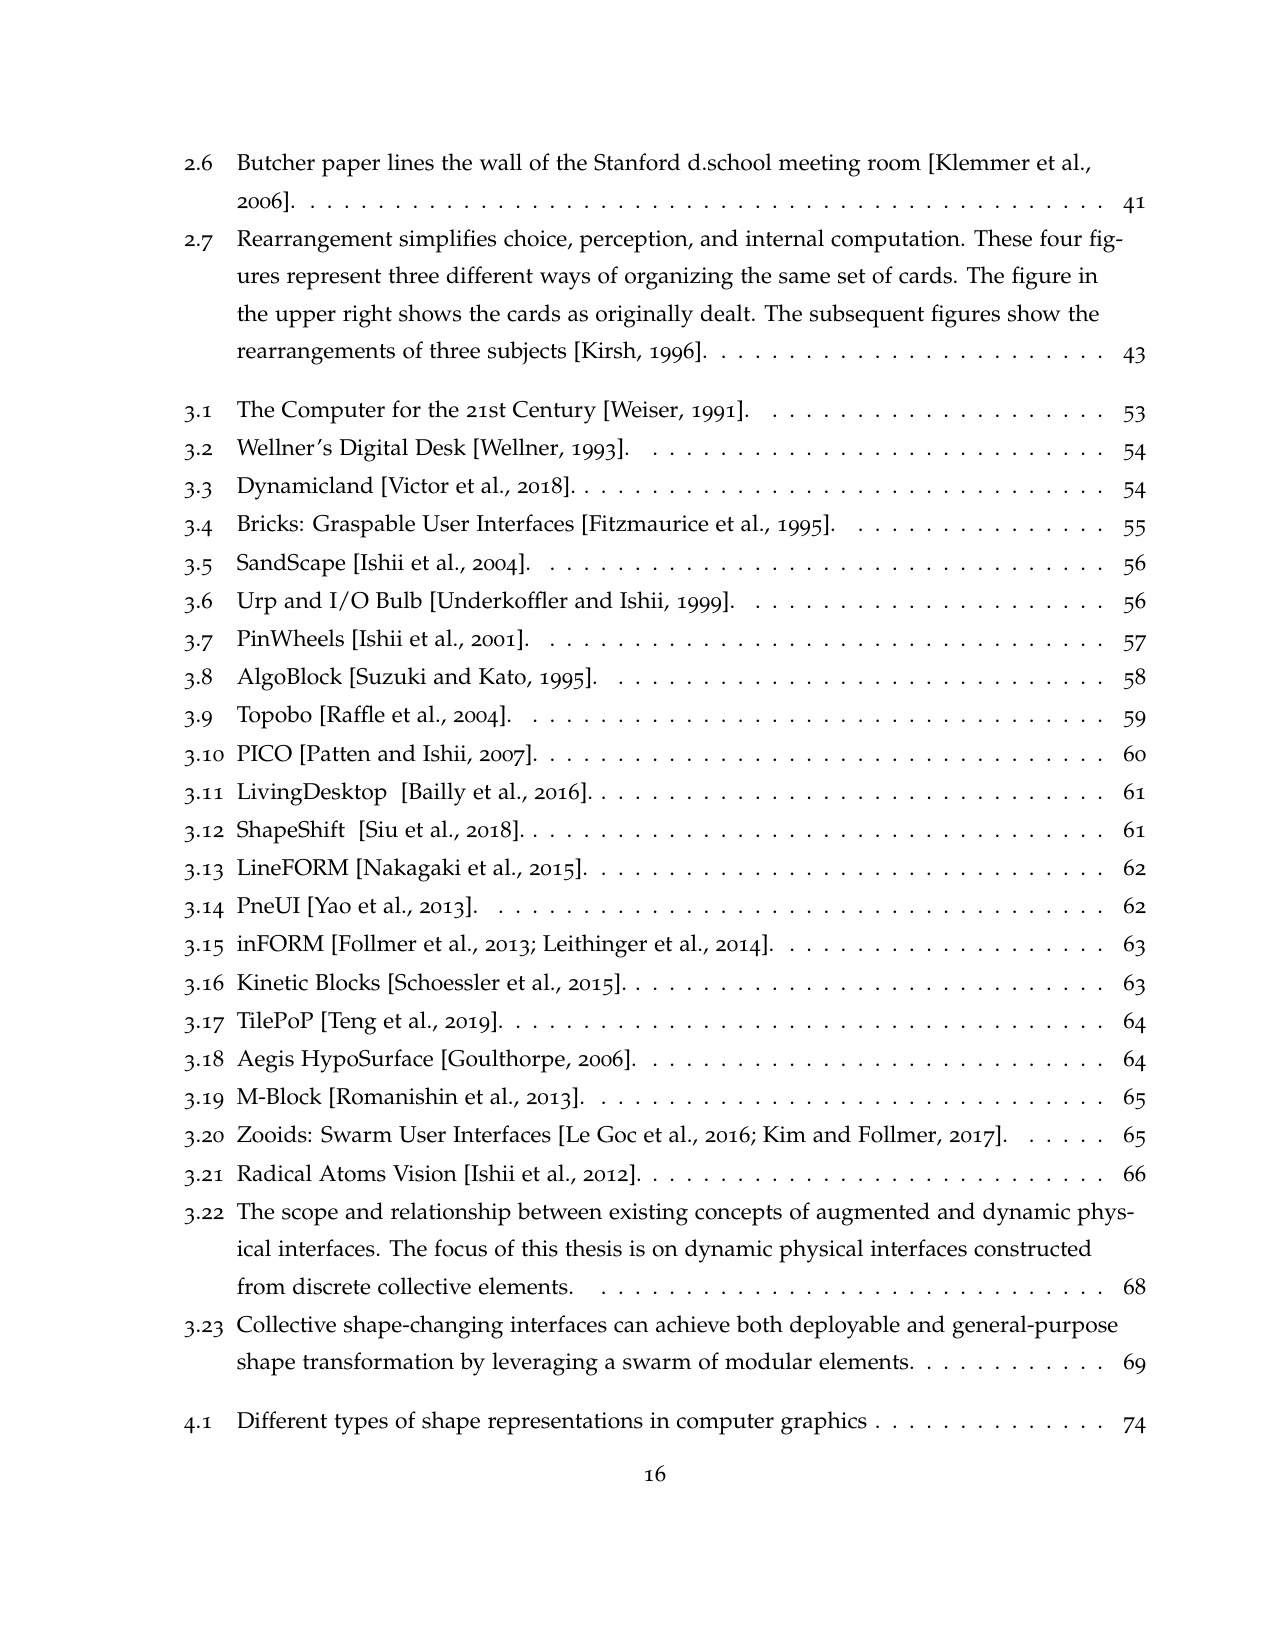 2.6 Butcher paper lines the wall of the Stanford d.school meeting room [Klemmer et al.,
2006]. . . . . . . . . . . . . . . . . . . . . . . . . . . . . . . . . . . . . . . . . . . . . . . . 41
2.7 Rearrangement simplifies choice, perception, and internal computation. These four fig-
ures represent three different ways of organizing the same set of cards. The figure in
the upper right shows the cards as originally dealt. The subsequent figures show the
rearrangements of three subjects [Kirsh, 1996]. . . . . . . . . . . . . . . . . . . . . . . . 43
3.1 The Computer for the 21st Century [Weiser, 1991]. . . . . . . . . . . . . . . . . . . . . 53
3.2 Wellner's Digital Desk [Wellner, 1993]. . . . . . . . . . . . . . . . . . . . . . . . . . . . 54
3.3 Dynamicland [Victor et al., 2018]. . . . . . . . . . . . . . . . . . . . . . . . . . . . . . . . 54
3.4 Bricks: Graspable User Interfaces [Fitzmaurice et al., 1995]. . . . . . . . . . . . . . . . 55
3.5 SandScape [Ishii et al., 2004]. . . . . . . . . . . . . . . . . . . . . . . . . . . . . . . . . . 56
3.6 Urp and I/O Bulb [Underkoffler and Ishii, 1999]. . . . . . . . . . . . . . . . . . . . . . 56
3.7 PinWheels [Ishii et al., 2001]. . . . . . . . . . . . . . . . . . . . . . . . . . . . . . . . . . 57
3.8 AlgoBlock [Suzuki and Kato, 1995]. . . . . . . . . . . . . . . . . . . . . . . . . . . . . . 58
3.9 Topobo [Raffle et al., 2004]. . . . . . . . . . . . . . . . . . . . . . . . . . . . . . . . . . . 59
3.10 PICO [Patten and Ishii, 2007]. . . . . . . . . . . . . . . . . . . . . . . . . . . . . . . . . . 60
3.11 LivingDesktop [Bailly et al., 2016]. . . . . . . . . . . . . . . . . . . . . . . . . . . . . . . 61
3.12 ShapeShift [Siu et al., 2018]. . . . . . . . . . . . . . . . . . . . . . . . . . . . . . . . . . . 61
3.13 LineFORM [Nakagaki et al., 2015]. . . . . . . . . . . . . . . . . . . . . . . . . . . . . . . 62
3.14 PneUI [Yao et al., 2013]. . . . . . . . . . . . . . . . . . . . . . . . . . . . . . . . . . . . . 62
3.15 inFORM [Follmer et al., 2013; Leithinger et al., 2014]. . . . . . . . . . . . . . . . . . . . 63
3.16 Kinetic Blocks [Schoessler et al., 2015]. . . . . . . . . . . . . . . . . . . . . . . . . . . . . 63
3.17 TilePoP [Teng et al., 2019]. . . . . . . . . . . . . . . . . . . . . . . . . . . . . . . . . . . . 64
3.18 Aegis HypoSurface [Goulthorpe, 2006]. . . . . . . . . . . . . . . . . . . . . . . . . . . . 64
3.19 M-Block [Romanishin et al., 2013]. . . . . . . . . . . . . . . . . . . . . . . . . . . . . . . 65
3.20 Zooids: Swarm User Interfaces [Le Goc et al., 2016; Kim and Follmer, 2017]. . . . . . 65
3.21 Radical Atoms Vision [Ishii et al., 2012]. . . . . . . . . . . . . . . . . . . . . . . . . . . . 66
3.22 The scope and relationship between existing concepts of augmented and dynamic phys-
ical interfaces. The focus of this thesis is on dynamic physical interfaces constructed
from discrete collective elements. . . . . . . . . . . . . . . . . . . . . . . . . . . . . . . 68
3.23 Collective shape-changing interfaces can achieve both deployable and general-purpose
shape transformation by leveraging a swarm of modular elements. . . . . . . . . . . . 69
4.1 Different types of shape representations in computer graphics . . . . . . . . . . . . . . 74
16